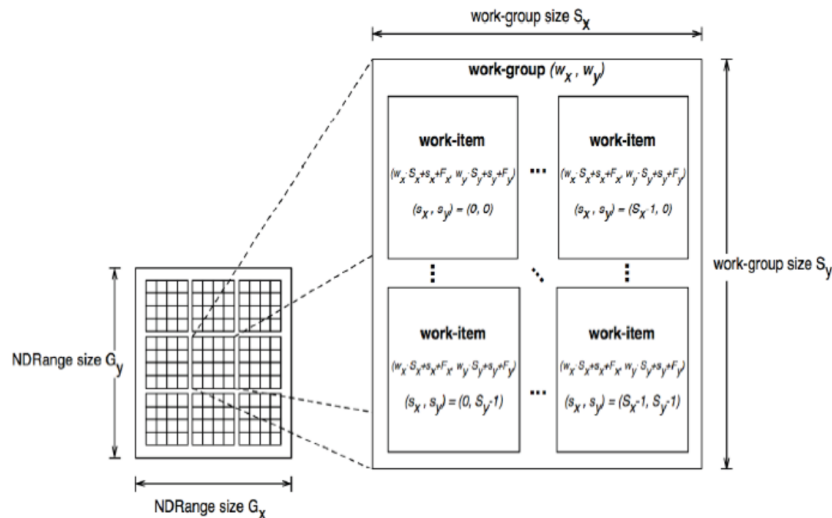 work-group size Sx
work-group (wx , wy)
work-item
(wx·Sx+sx+Fx, wy·Sy+sy+Fy)
(sx , sy) = (0, 0)
...
work-item
(wx·Sx+sx+Fx, wy·Sy+sy+Fy)
(sx , sy) = (Sx-1, 0)
work-group size Sy
work-item
(wx·Sx+sx+Fx, wy·Sy+sy+Fy)
(sx , sy) = (0, Sy-1)
...
work-item
(wx·Sx+sx+Fx, wy·Sy+sy+Fy)
(sx , sy) = (Sx-1, Sy-1)
NDRange size Gy
NDRange size Gx